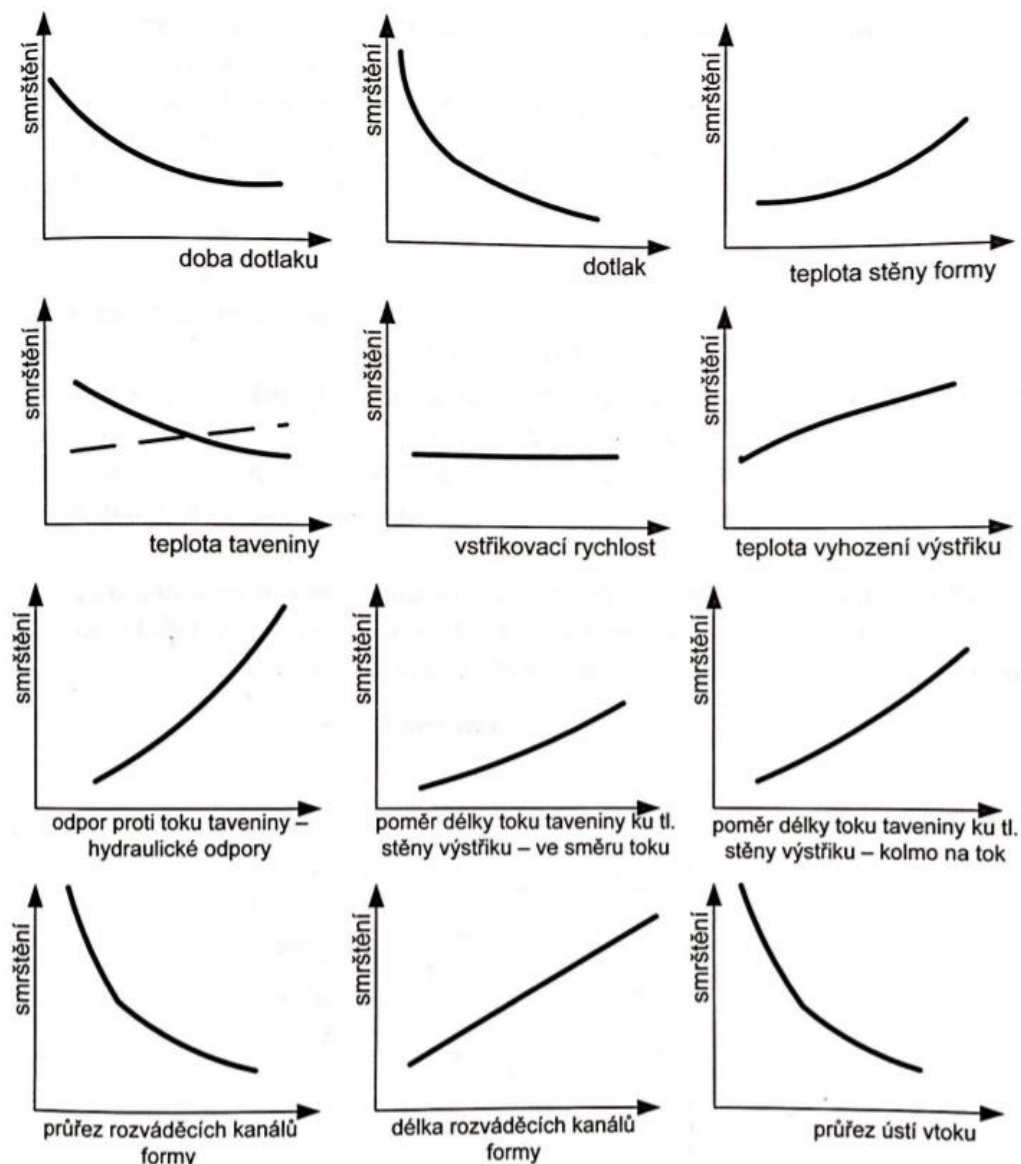 smrštění
doba dotlaku
smrštění
dotlak
smrštění
teplota stěny formy
smrštění
teplota taveniny
smrštění
vstřikovací rychlost
smrštění
teplota vyhození výstřiku
smrštění
odpor proti toku taveniny –
hydraulické odpory
smrštění
poměr délky toku taveniny ku tl.
stěny výstřiku – ve směru toku
smrštění
poměr délky toku taveniny ku tl.
stěny výstřiku – kolmo na tok
smrštění
průřez rozváděcích kanálů
formy
smrštění
délka rozváděcích kanálů
formy
smrštění
průřez ústí vtoku